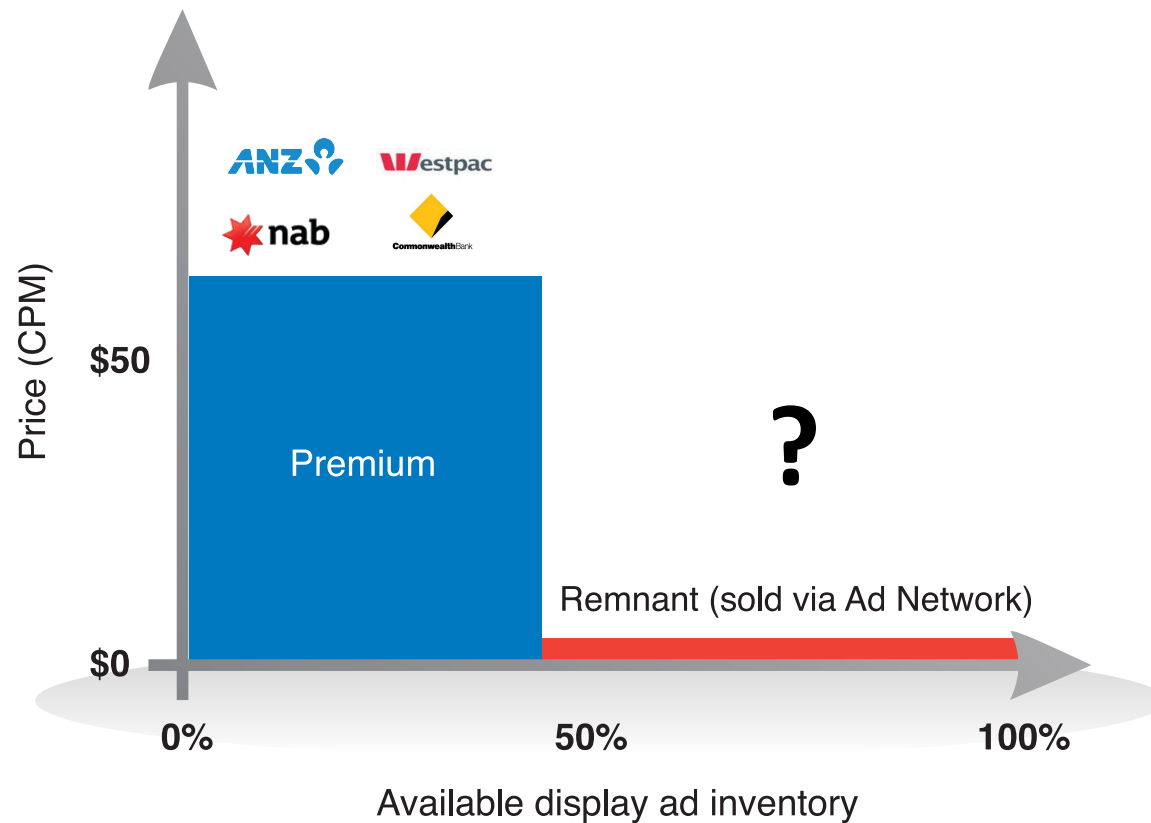 ANZ
Westpac
nab
CommonwealthBank
Price (CPM)
$50
Premium
?
Remnant (sold via Ad Network)
$0
0%
50%
100%
Available display ad inventory